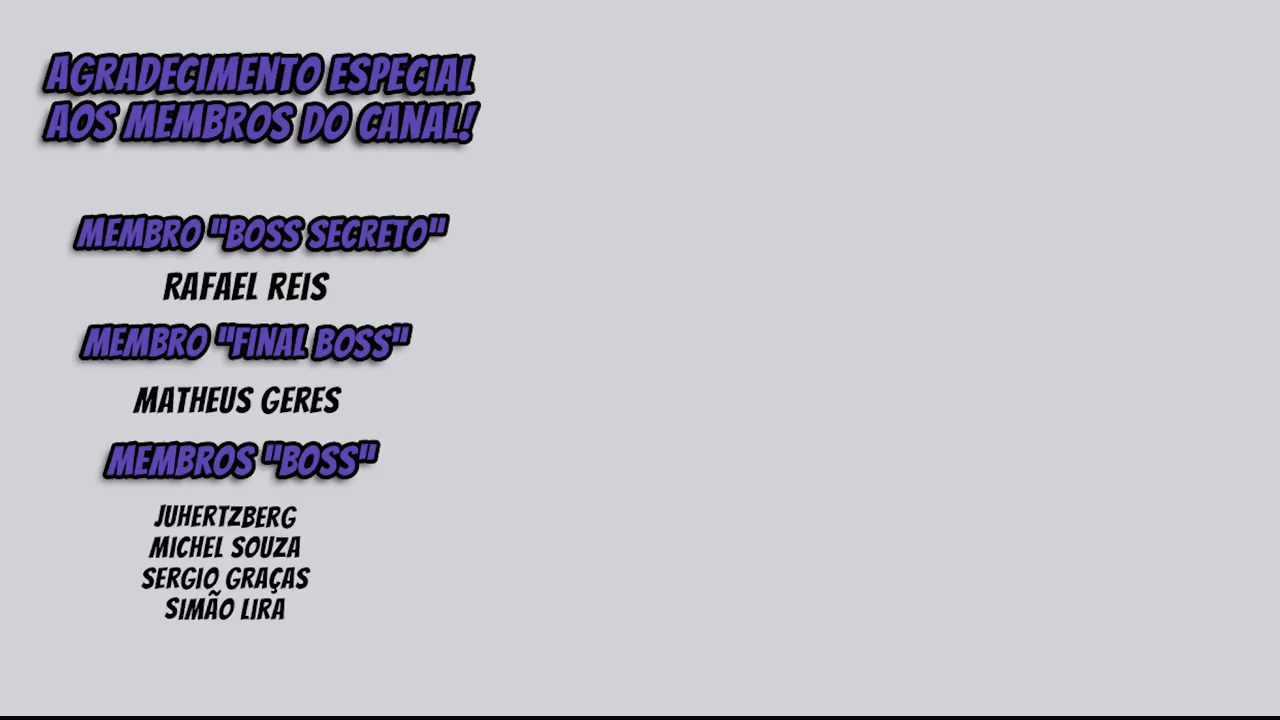 AGRADECIMENTO ESPECIAL
AOS MEMBROS DO CANAL!
MEMBRO "BOSS SECRETO"
RAFAEL REIS
MEMBRO "FINAL BOSS"
MATHEUS GERES
MEMBROS "BOSS"
JUHERTZBERG
MICHEL SOUZA
SERGIO GRAÇAS
SIMÃO LIRA